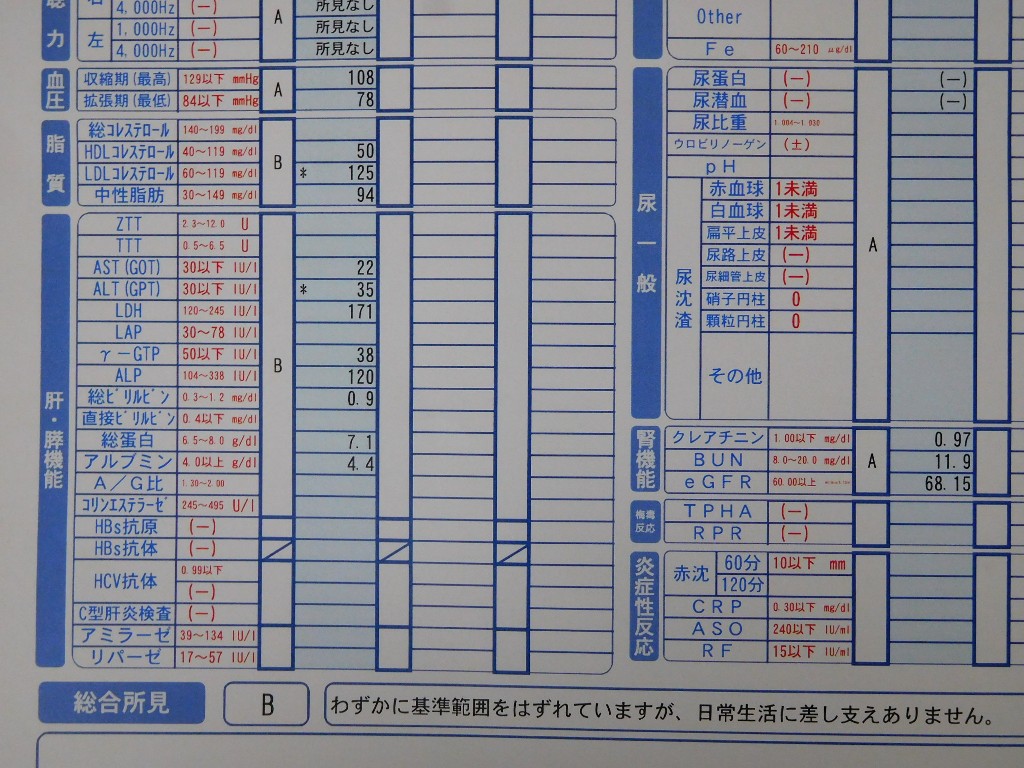 聴力
右
4,000Hz (－) A 所見なし
左
1,000Hz (－) 所見なし
4,000Hz (－) 所見なし
血圧
収縮期(最高) 129以下 mmHg A 108
拡張期(最低) 84以下 mmHg 78
脂質
総コレステロール 140～199 mg/dl B
HDLコレステロール 40～119 mg/dl 50
LDLコレステロール 60～119 mg/dl * 125
中性脂肪 30～149 mg/dl 94
肝・膵機能
ZTT 2.3～12.0 U
TTT 0.5～6.5 U
AST(GOT) 30以下 IU/l 22
ALT(GPT) 30以下 IU/l * 35
LDH 120～245 IU/l 171
LAP 30～78 IU/l
γ－GTP 50以下 IU/l B 38
ALP 104～338 IU/l 120
総ビリルビン 0.3～1.2 mg/dl 0.9
直接ビリルビン 0.4以下 mg/dl
総蛋白 6.5～8.0 g/dl 7.1
アルブミン 4.0以上 g/dl 4.4
A／G比 1.30～2.00
コリンエステラーゼ 245～495 U/l
HBs抗原 (－)
HBs抗体 (－)
HCV抗体 0.99以下
(－)
C型肝炎検査 (－)
アミラーゼ 39～134 IU/l
リパーゼ 17～57 IU/l
Other
Fe 60～210 μg/dl
尿一般
尿蛋白 (－) (－)
尿潜血 (－) (－)
尿比重 1.004～1.030
ウロビリノーゲン (±)
pH
尿沈渣
赤血球 1未満
白血球 1未満
扁平上皮 1未満 A
尿路上皮 (－)
尿細管上皮 (－)
硝子円柱 0
顆粒円柱 0
その他
腎機能
クレアチニン 1.00以下 mg/dl 0.97
BUN 8.0～20.0 mg/dl A 11.9
eGFR 60.00以上 68.15
梅毒反応
TPHA (－)
RPR (－)
炎症性反応
赤沈 60分 10以下 mm
120分
CRP 0.30以下 mg/dl
ASO 240以下 IU/ml
RF 15以下 IU/ml
総合所見 B わずかに基準範囲をはずれていますが、日常生活に差し支えありません。